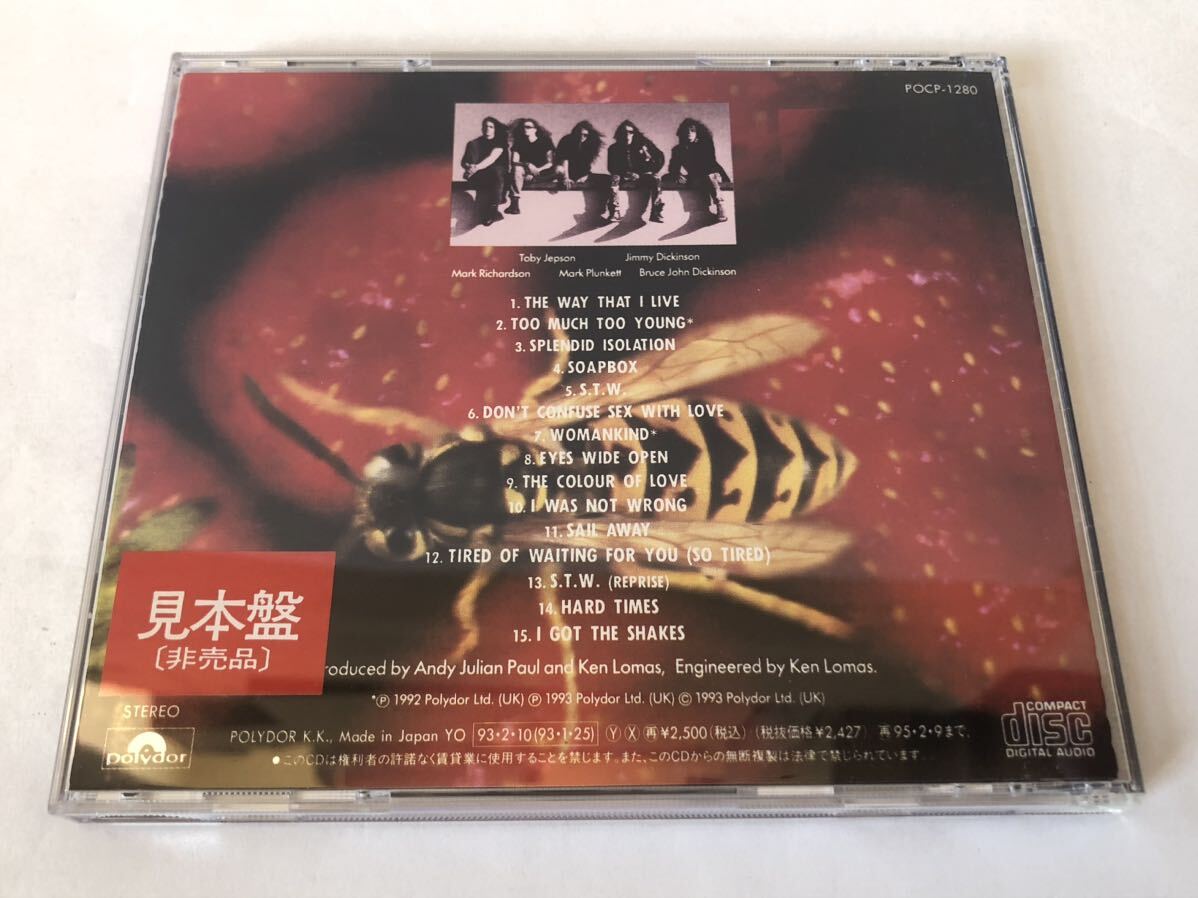 POCP-1280
Toby Jepson Jimmy Dickinson
Mark Richardson Mark Plunkett Bruce John Dickinson
1. THE WAY THAT I LIVE
2. TOO MUCH TOO YOUNG*
3. SPLENDID ISOLATION
4. SOAPBOX
5. S.T.W.
6. DON'T CONFUSE SEX WITH LOVE
7. WOMANKIND*
8. EYES WIDE OPEN
9. THE COLOUR OF LOVE
10. I WAS NOT WRONG
11. SAIL AWAY
12. TIRED OF WAITING FOR YOU (SO TIRED)
13. S.T.W. (REPRISE)
14. HARD TIMES
15. I GOT THE SHAKES
見本盤
〔非売品〕
roduced by Andy Julian Paul and Ken Lomas, Engineered by Ken Lomas.
*Ⓟ 1992 Polydor Ltd. (UK) Ⓟ 1993 Polydor Ltd. (UK) © 1993 Polydor Ltd. (UK)
STEREO
polydor
POLYDOR K.K., Made in Japan YO 93・2・10(93・1・25) Ⓨ Ⓧ 再¥2,500(税込) (税抜価格¥2,427) 再95・2・9まで.
●このCDは権利者の許諾なく賃貸業に使用することを禁じます。また、このCDからの無断複製は法律で禁じられています。
COMPACT
disc
DIGITAL AUDIO